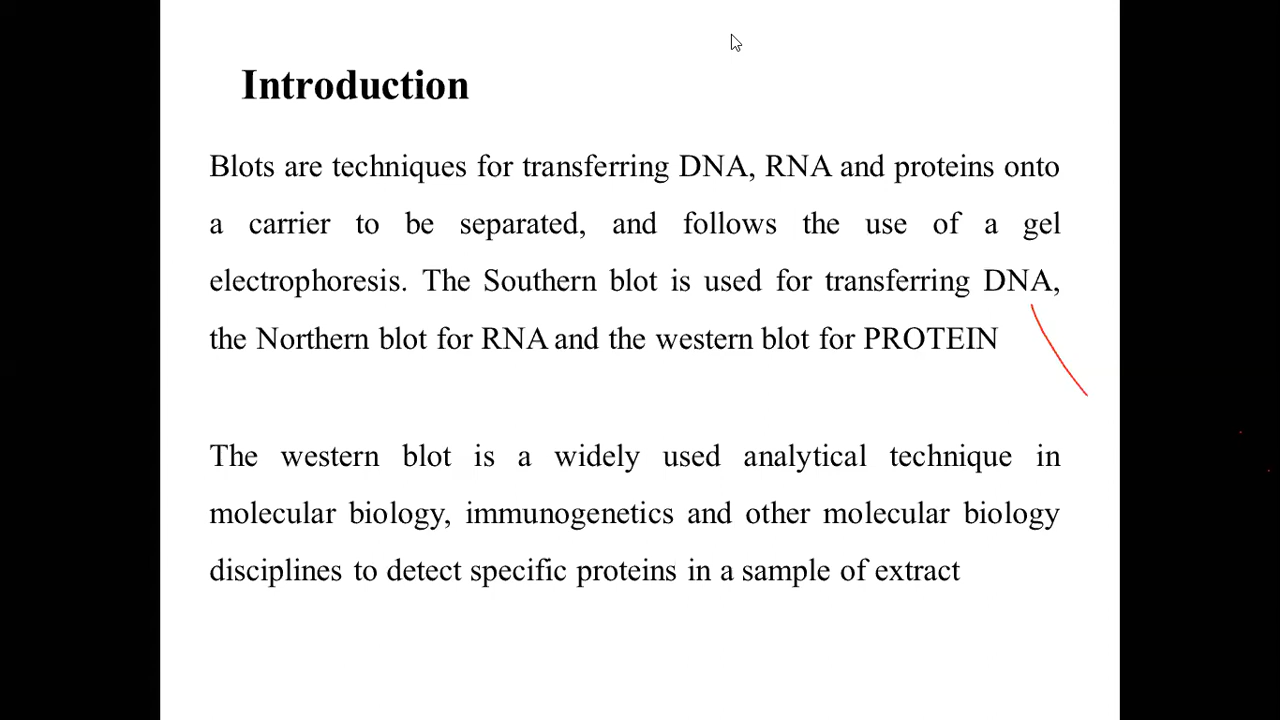 Introduction
Blots are techniques for transferring DNA, RNA and proteins onto
a carrier to be separated, and follows the use of a gel
electrophoresis. The Southern blot is used for transferring DNA,
the Northern blot for RNA and the western blot for PROTEIN
The western blot is a widely used analytical technique in
molecular biology, immunogenetics and other molecular biology
disciplines to detect specific proteins in a sample of extract